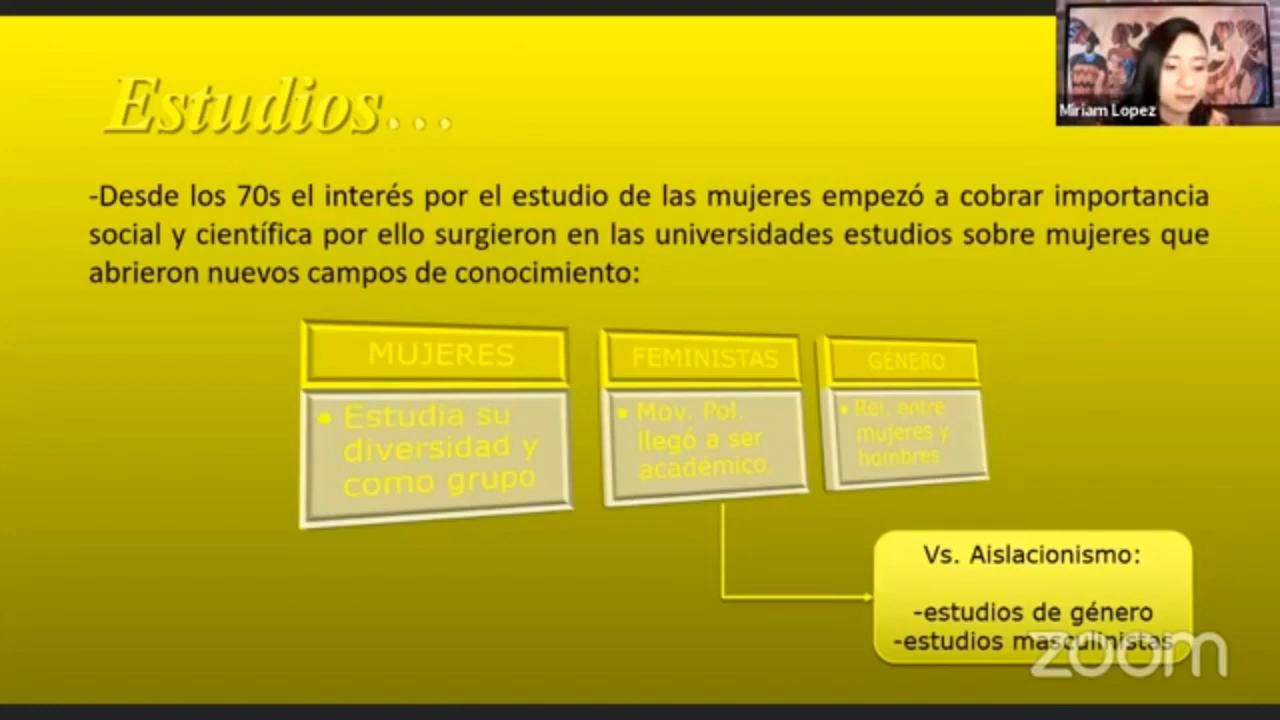 Estudios...
Miriam Lopez
-Desde los 70s el interés por el estudio de las mujeres empezó a cobrar importancia
social y científica por ello surgieron en las universidades estudios sobre mujeres que
abrieron nuevos campos de conocimiento:
MUJERES
• Estudia su
diversidad y
como grupo
FEMINISTAS
• Mov. Pol.
llegó a ser
académico.
GÉNERO
• Rel. entre
mujeres y
hombres
Vs. Aislacionismo:
-estudios de género
-estudios masculinistas
zoom